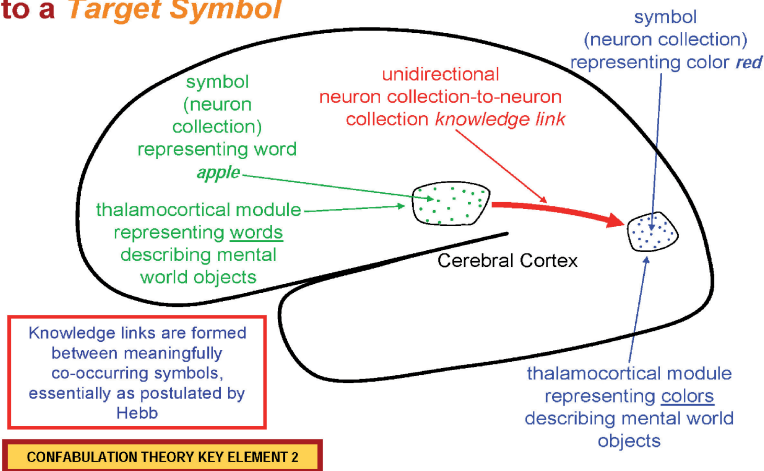 to a Target Symbol
symbol
(neuron collection)
representing color red
symbol
(neuron
collection)
representing word
apple
unidirectional
neuron collection-to-neuron
collection knowledge link
thalamocortical module
representing words
describing mental
world objects
Cerebral Cortex
Knowledge links are formed
between meaningfully
co-occurring symbols,
essentially as postulated by
Hebb
thalamocortical module
representing colors
describing mental world
objects
CONFABULATION THEORY KEY ELEMENT 2